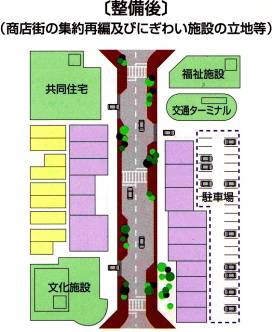 〔整備後〕
(商店街の集約再編及びにぎわい施設の立地等)
共同住宅
福祉施設
交通ターミナル
駐車場
文化施設